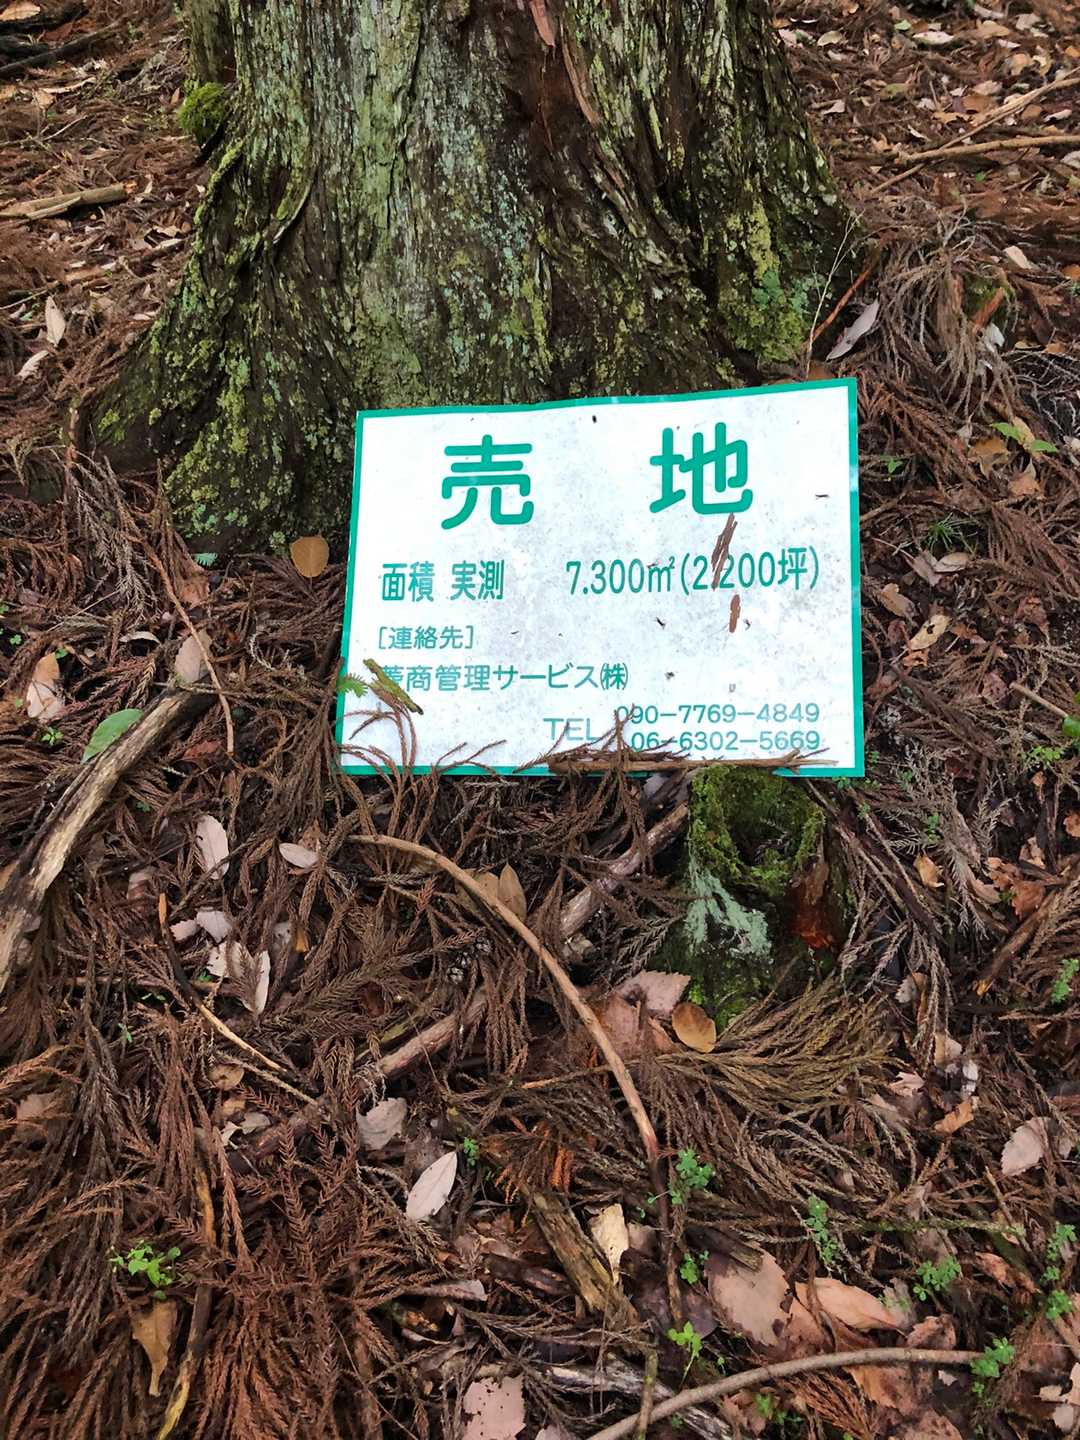 売 地
面積 実測 7.300㎡(2,200坪)
[連絡先]
商管理サービス㈱
TEL 090-7769-4849
06-6302-5669